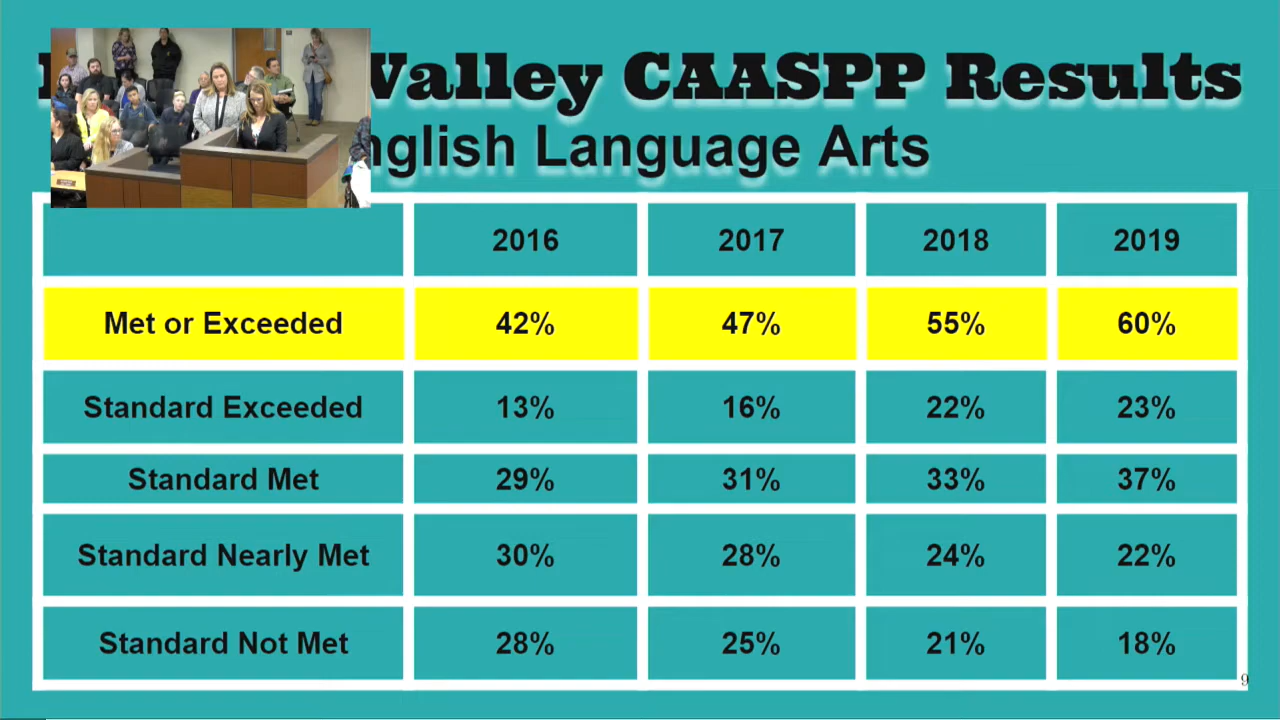 Valley CAASPP Results
nglish Language Arts
2016 2017 2018 2019
Met or Exceeded 42% 47% 55% 60%
Standard Exceeded 13% 16% 22% 23%
Standard Met 29% 31% 33% 37%
Standard Nearly Met 30% 28% 24% 22%
Standard Not Met 28% 25% 21% 18%
9